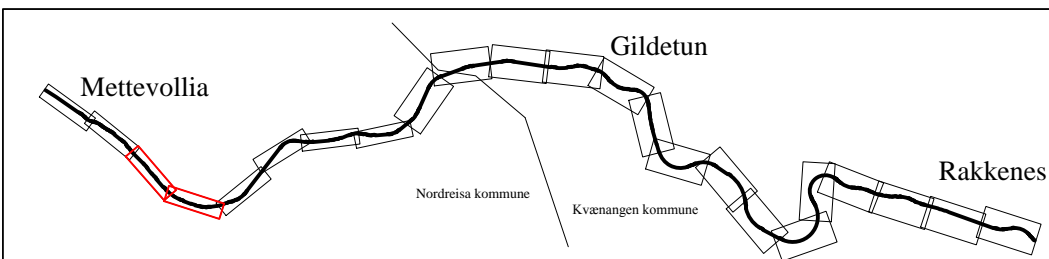 Gildetun
Mettevollia
Rakkenes
Nordreisa kommune
Kvænangen kommune